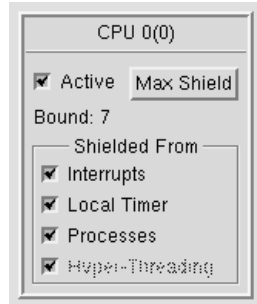 CPU 0(0)
Active Max Shield
Bound: 7
Shielded From
Interrupts
Local Timer
Processes
Hyper-Threading